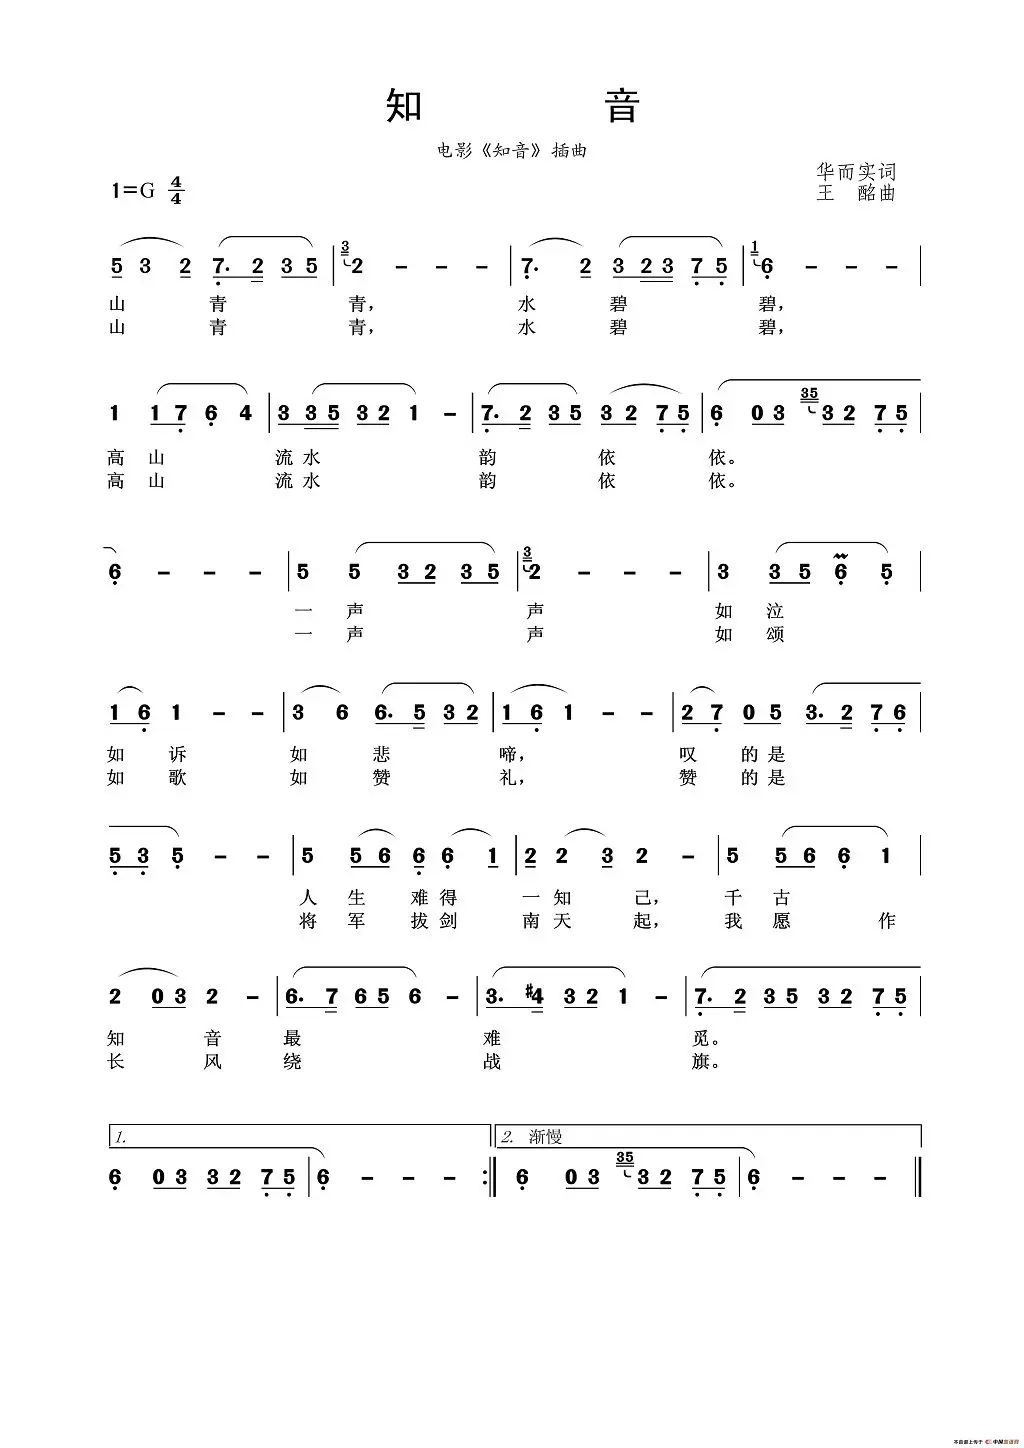 知 音
电影《知音》插曲
华而实词
1=G 4/4
王 酩曲
5 3 2 7. 2 3 5 | 3 2 - - - | 7. 2 3 2 3 7 5 | 1 6 - - - |
山 青 青, 水 碧 碧,
山 青 青, 水 碧 碧,
1 1 7 6 4 | 3 3 5 3 2 1 - | 7. 2 3 5 3 2 7 5 | 6 0 3 35 3 2 7 5 |
高 山 流 水 韵 依 依。
高 山 流 水 韵 依 依。
6 - - - | 5 5 3 2 3 5 | 3 2 - - - | 3 3 5 6 5 |
一 声 声 如 泣
一 声 声 如 颂
1 6 1 - - | 3 6 6. 5 3 2 | 1 6 1 - - | 2 7 0 5 3. 2 7 6 |
如 诉 如 悲 啼, 叹 的 是
如 歌 如 赞 礼, 赞 的 是
5 3 5 - - | 5 5 6 6 6 1 | 2 2 3 2 - | 5 5 6 6 1 |
人 生 难 得 一 知 己, 千 古
将 军 拔 剑 南 天 起, 我 愿 作
2 0 3 2 - | 6. 7 6 5 6 - | 3. #4 3 2 1 - | 7. 2 3 5 3 2 7 5 |
知 音 最 难 觅。
长 风 绕 战 旗。
1. 2. 渐慢
6 0 3 3 2 7 5 | 6 - - - :‖ 6 0 3 35 3 2 7 5 | 6 - - - ‖